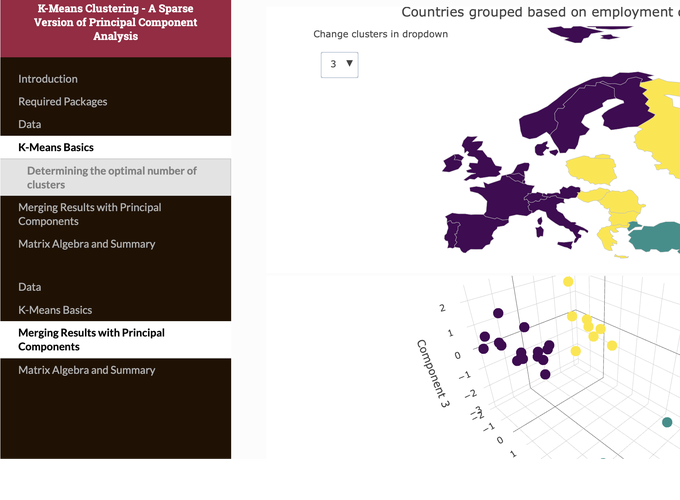 K-Means Clustering - A Sparse
Version of Principal Component
Analysis
Introduction
Required Packages
Data
K-Means Basics
Determining the optimal number of
clusters
Merging Results with Principal
Components
Matrix Algebra and Summary
Data
K-Means Basics
Merging Results with Principal
Components
Matrix Algebra and Summary
Countries grouped based on employment
Change clusters in dropdown
3 ▼
2
1
0
−1
−2
Component 3
−2
−1
0
1